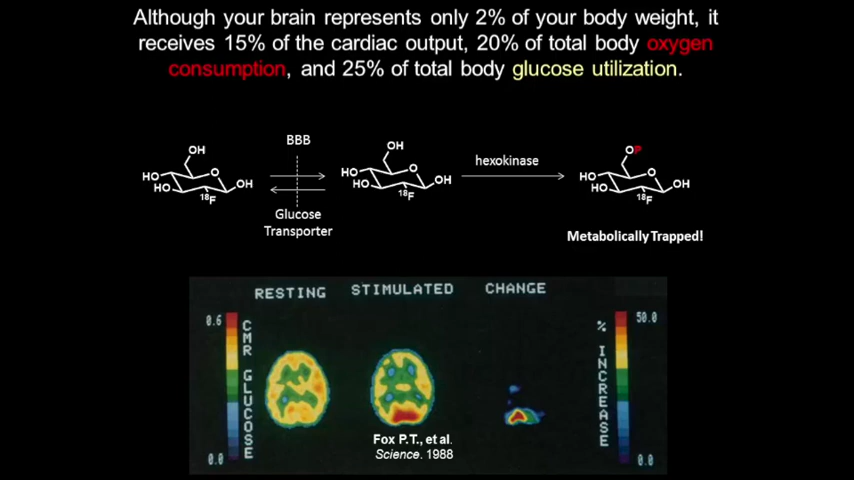 Although your brain represents only 2% of your body weight, it
receives 15% of the cardiac output, 20% of total body oxygen
consumption, and 25% of total body glucose utilization.
BBB
Glucose
Transporter
hexokinase
OH
HO
HO
O
OH
18F
OH
HO
HO
O
OH
18F
OP
HO
HO
O
OH
18F
Metabolically Trapped!
RESTING
STIMULATED
CHANGE
0.6
0.0
CMR GLUCOSE
% INCREASE
50.0
0.0
Fox P.T., et al.
Science. 1988